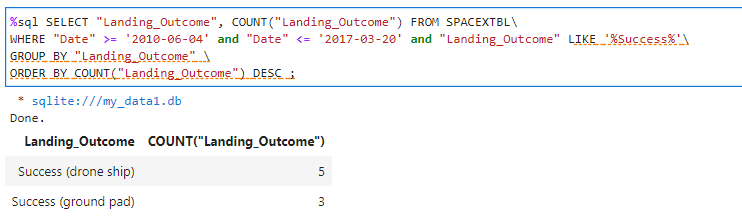 %sql SELECT "Landing_Outcome", COUNT("Landing_Outcome") FROM SPACEXTBL\
WHERE "Date" >= '2010-06-04' and "Date" <= '2017-03-20' and "Landing_Outcome" LIKE '%Success%'\
GROUP BY "Landing_Outcome" \
ORDER BY COUNT("Landing_Outcome") DESC ;
* sqlite:///my_data1.db
Done.
Landing_Outcome COUNT("Landing_Outcome")
Success (drone ship) 5
Success (ground pad) 3